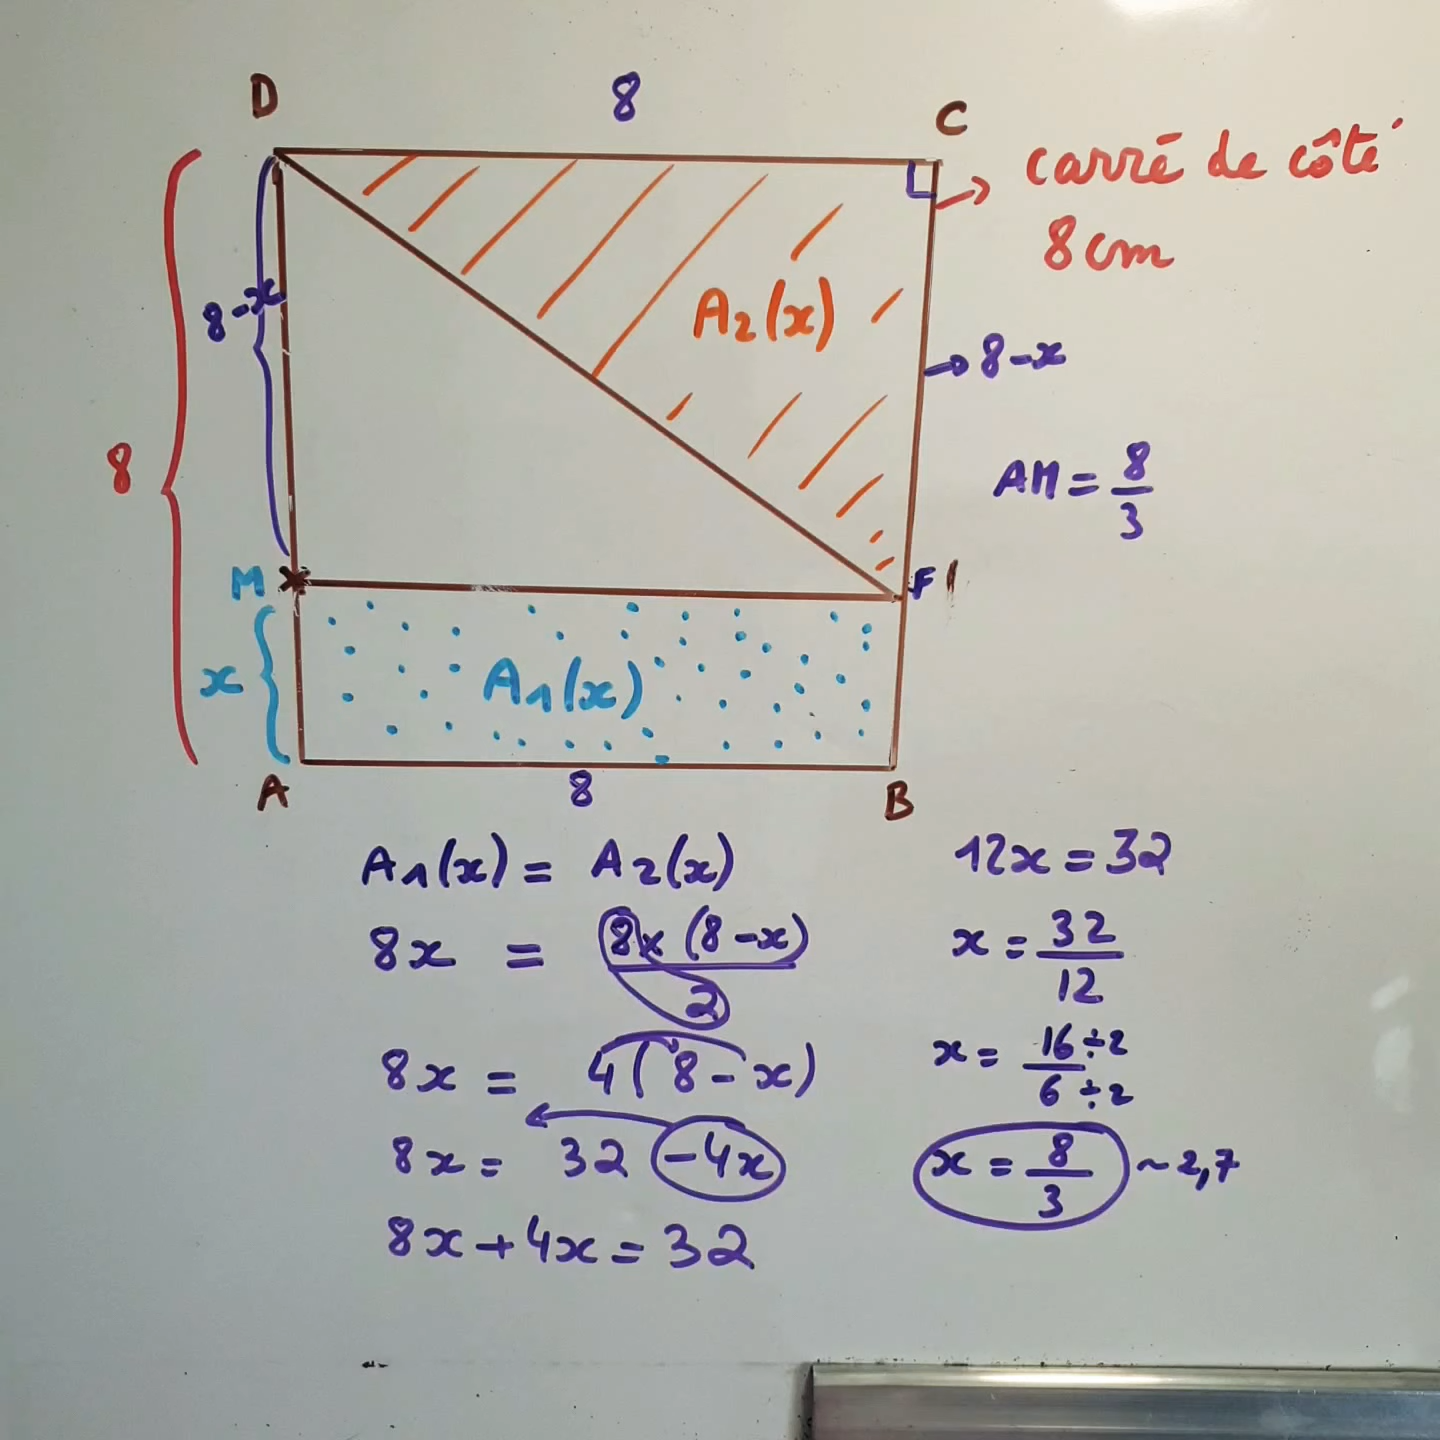 D 8 C
carré de côté
8cm
8-x
A₂(x)
→ 8-x
8
AM = 8/3
M F
x
A₁(x)
A 8 B
A₁(x) = A₂(x)
8x = 8x(8-x)/2
8x = 4(8-x)
8x = 32 -4x
8x+4x=32
12x=32
x = 32/12
x = 16÷2/6÷2
x = 8/3 ~2,7